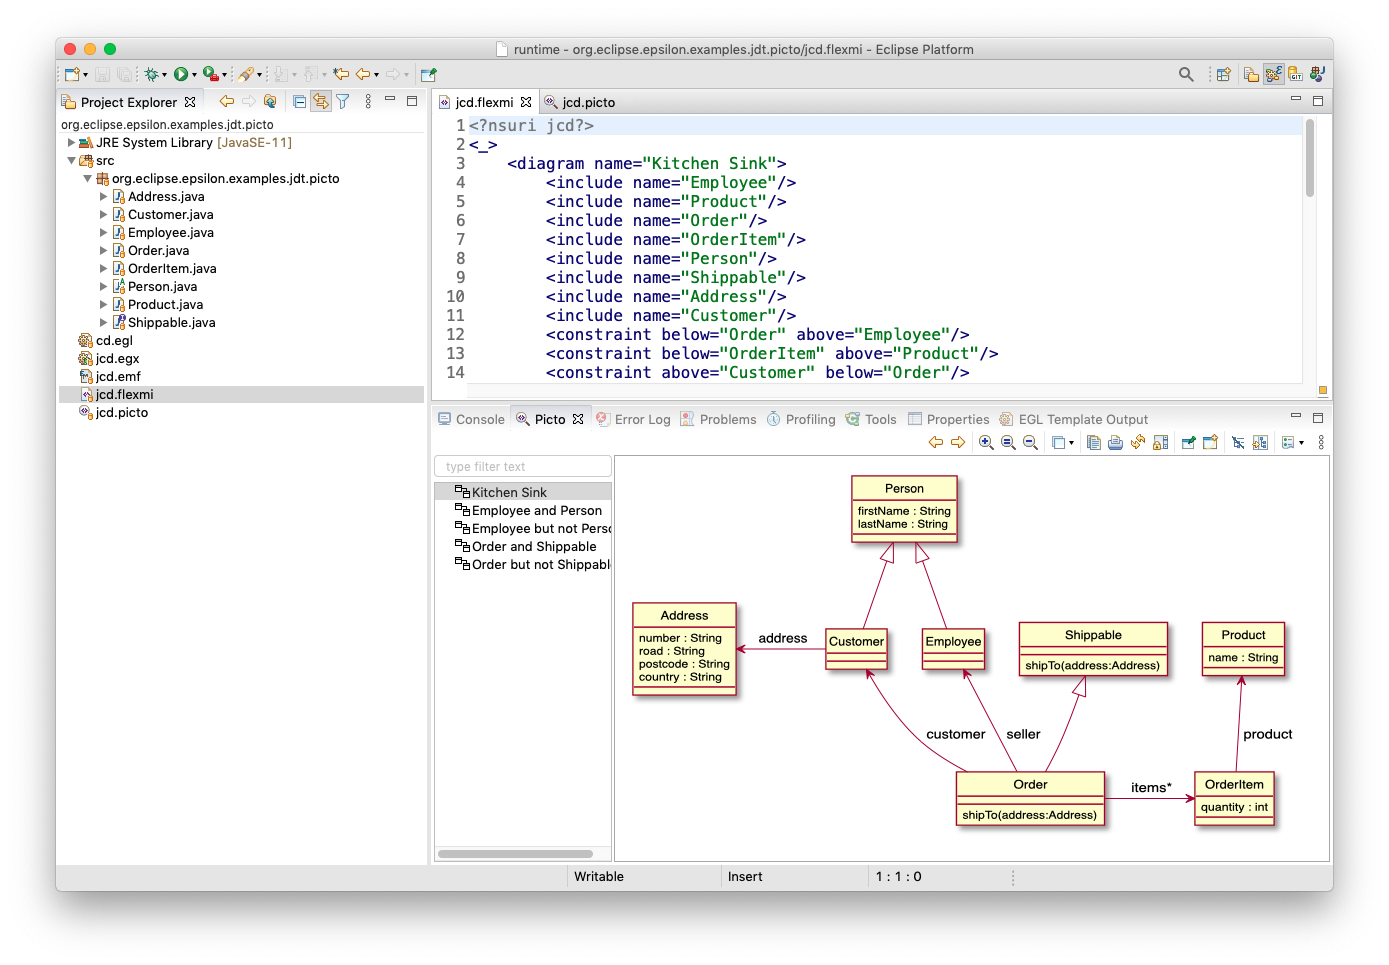 runtime - org.eclipse.epsilon.examples.jdt.picto/jcd.flexmi - Eclipse Platform
Project Explorer
org.eclipse.epsilon.examples.jdt.picto
JRE System Library [JavaSE-11]
src
org.eclipse.epsilon.examples.jdt.picto
Address.java
Customer.java
Employee.java
Order.java
OrderItem.java
Person.java
Product.java
Shippable.java
cd.egl
jcd.egx
jcd.emf
jcd.flexmi
jcd.picto
jcd.flexmi
jcd.picto
1 <?nsuri jcd?>
2 <_>
3 <diagram name="Kitchen Sink">
4 <include name="Employee"/>
5 <include name="Product"/>
6 <include name="Order"/>
7 <include name="OrderItem"/>
8 <include name="Person"/>
9 <include name="Shippable"/>
10 <include name="Address"/>
11 <include name="Customer"/>
12 <constraint below="Order" above="Employee"/>
13 <constraint below="OrderItem" above="Product"/>
14 <constraint above="Customer" below="Order"/>
Console Picto Error Log Problems Profiling Tools Properties EGL Template Output
type filter text
Kitchen Sink
Employee and Person
Employee but not Perso
Order and Shippable
Order but not Shippabl
Person
firstName : String
lastName : String
Address
number : String
road : String
postcode : String
country : String
address
Customer
Employee
Shippable
shipTo(address:Address)
Product
name : String
customer
seller
product
Order
shipTo(address:Address)
items*
OrderItem
quantity : int
Writable
Insert
1 : 1 : 0